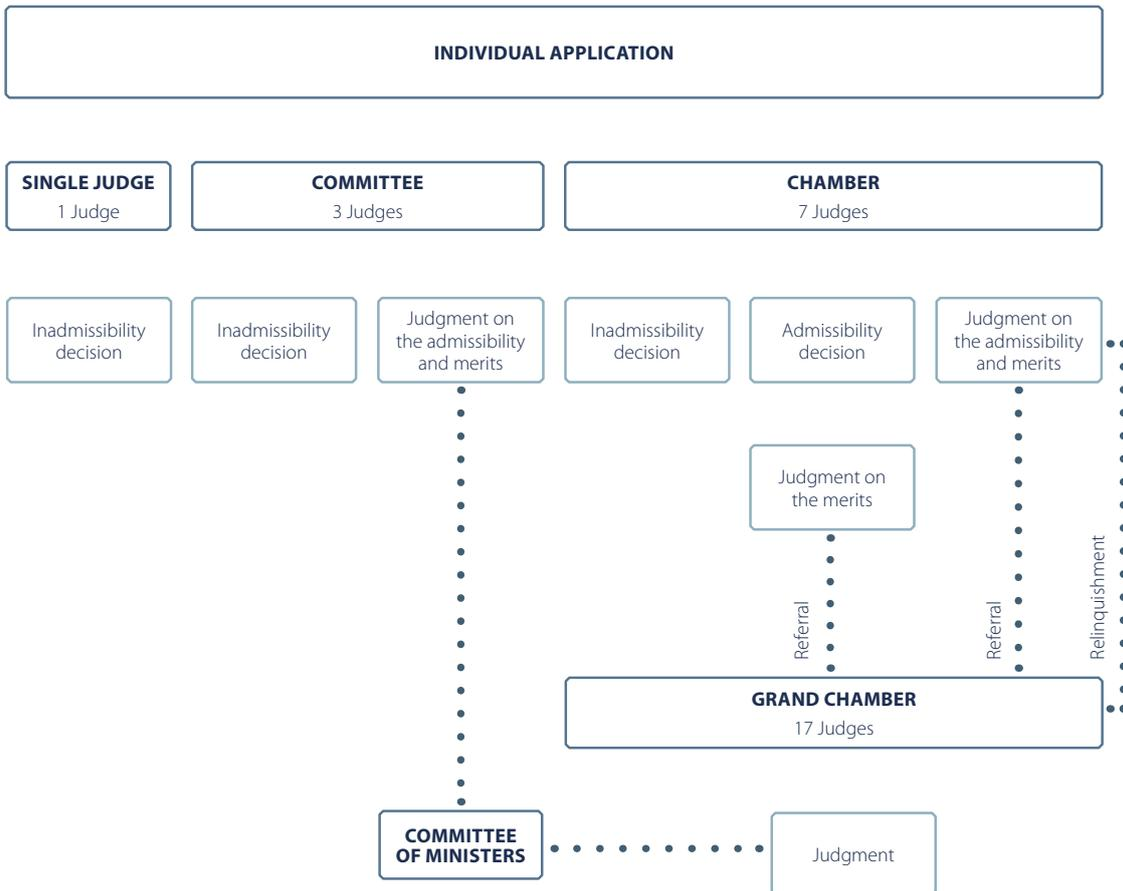 INDIVIDUAL APPLICATION
SINGLE JUDGE
1 Judge
COMMITTEE
3 Judges
CHAMBER
7 Judges
Inadmissibility
decision
Inadmissibility
decision
Judgment on
the admissibility
and merits
Inadmissibility
decision
Admissibility
decision
Judgment on
the admissibility
and merits
Judgment on
the merits
Referral
Referral
Relinquishment
GRAND CHAMBER
17 Judges
COMMITTEE
OF MINISTERS
Judgment